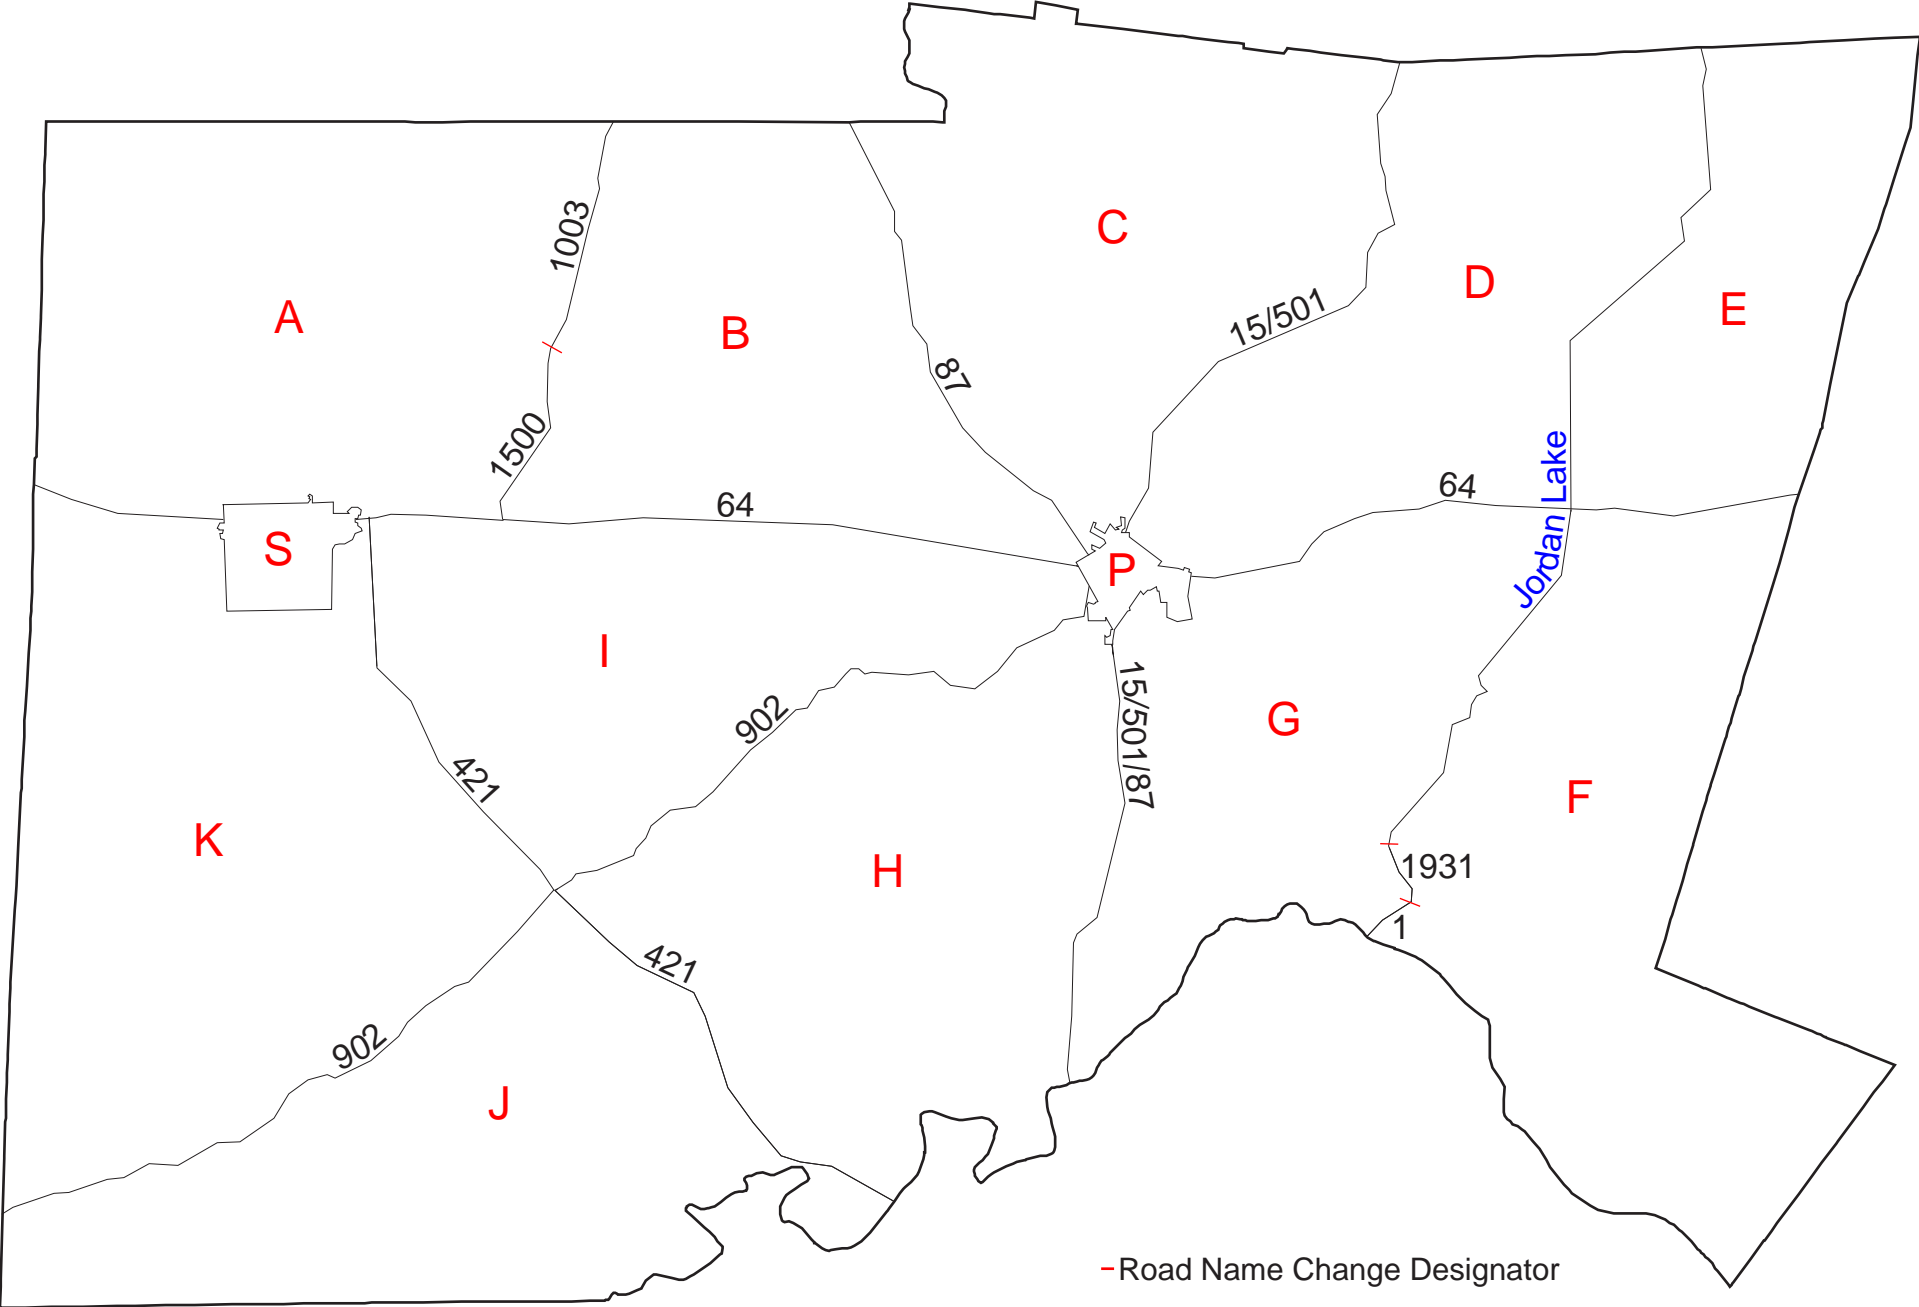 C
1003
D
A
E
15/501
B
87
1500
64
Jordan Lake
64
S
P
I
15/501/87
902
G
421
F
K
1931
H
1
421
902
J
Road Name Change Designator